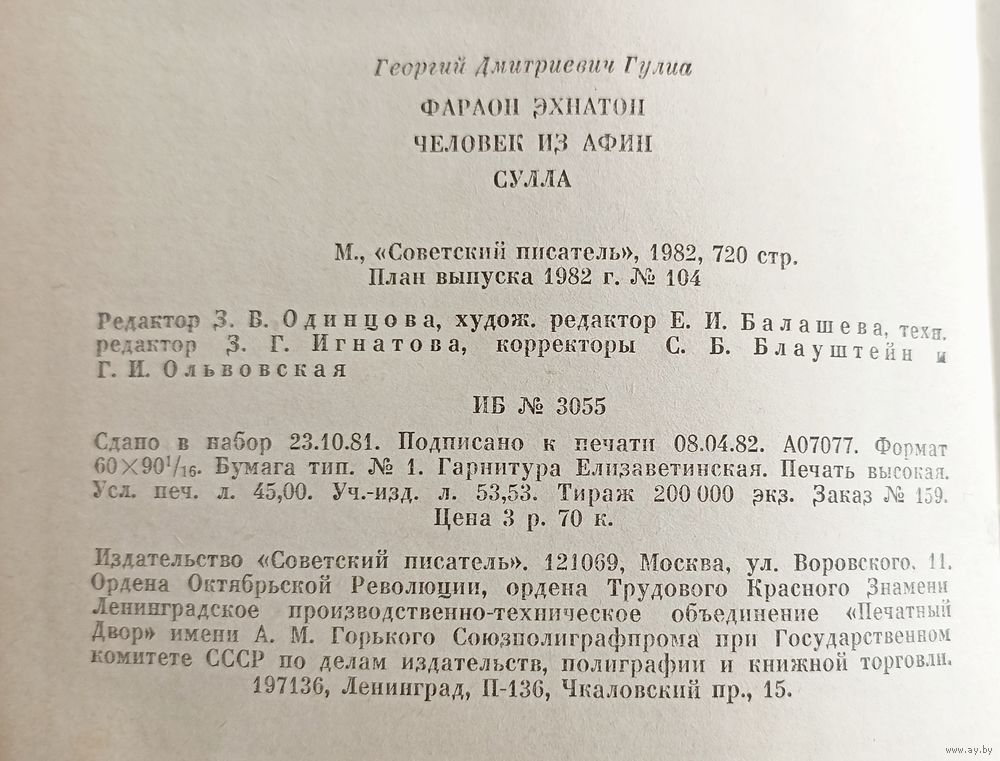 Георгий Дмитриевич Гулиа
ФАРАОН ЭХНАТОН
ЧЕЛОВЕК ИЗ АФИН
СУЛЛА
М., «Советский писатель», 1982, 720 стр.
План выпуска 1982 г. № 104
Редактор З. В. Одинцова, худож. редактор Е. И. Балашева, техн.
редактор З. Г. Игнатова, корректоры С. Б. Блауштейн и
Г. И. Ольвовская
ИБ № 3055
Сдано в набор 23.10.81. Подписано к печати 08.04.82. А07077. Формат
60×90¹/₁₆. Бумага тип. № 1. Гарнитура Елизаветинская. Печать высокая.
Усл. печ. л. 45,00. Уч.-изд. л. 53,53. Тираж 200 000 экз. Заказ № 159.
Цена 3 р. 70 к.
Издательство «Советский писатель». 121069, Москва, ул. Воровского, 11.
Ордена Октябрьской Революции, ордена Трудового Красного Знамени
Ленинградское производственно-техническое объединение «Печатный
Двор» имени А. М. Горького Союзполиграфпрома при Государственном
комитете СССР по делам издательств, полиграфии и книжной торговли.
197136, Ленинград, П-136, Чкаловский пр., 15.
www.ay.by